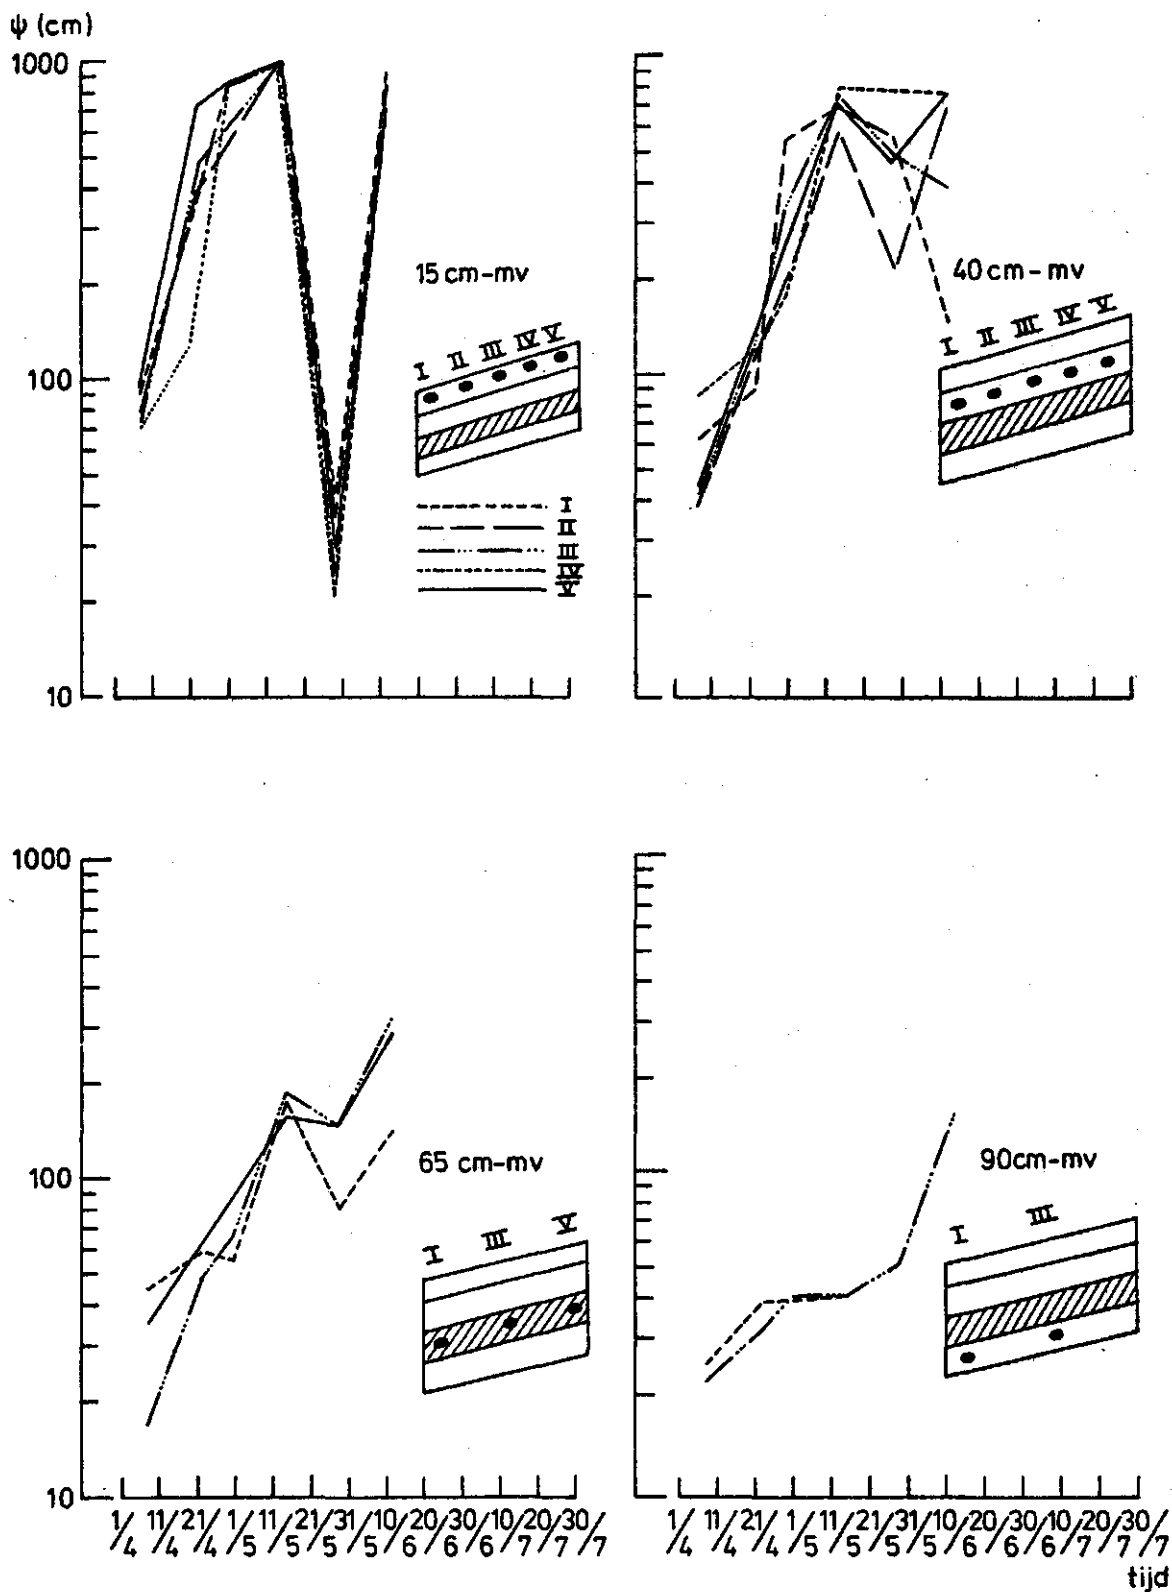 ψ (cm)
1000
100
10
15 cm-mv
I II III IV V
I
II
III
IV
V
40 cm-mv
I II III IV V
1000
100
10
65 cm-mv
I III V
1/4 11/4 21/4 1/5 11/5 21/5 31/5 10/6 20/6 30/6 10/7 20/7 30/7
90cm-mv
I III
1/4 11/4 21/4 1/5 11/5 21/5 31/5 10/6 20/6 30/6 10/7 20/7 30/7
tijd